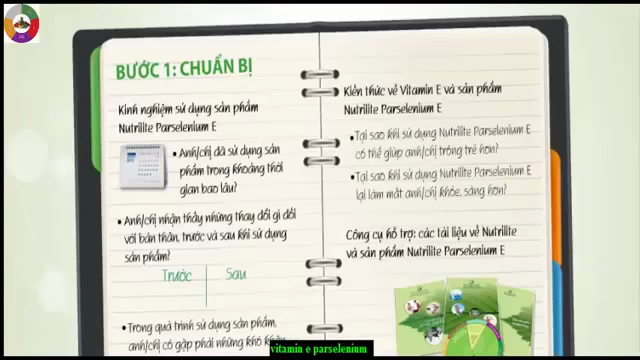 BƯỚC 1: CHUẨN BỊ
Kinh nghiệm sử dụng sản phẩm
Nutrilite Parselenium E
• Anh/chị đã sử dụng sản
phẩm trong khoảng thời
gian bao lâu?
• Anh/chị nhận thấy những thay đổi gì đối
với bản thân, trước và sau khi sử dụng
sản phẩm?
Trước Sau
• Trong quá trình sử dụng sản phẩm,
anh/chị có gặp phải những khó khăn
Kiến thức về Vitamin E và sản phẩm
Nutrilite Parselenium E
• Tại sao khi sử dụng Nutrilite Parselenium E
có thể giúp anh/chị trông trẻ hơn?
• Tại sao khi sử dụng Nutrilite Parselenium E
lại làm mắt anh/chị khỏe, sáng hơn?
Công cụ hỗ trợ: các tài liệu về Nutrilite
và sản phẩm Nutrilite Parselenium E
vitamin e parselenium